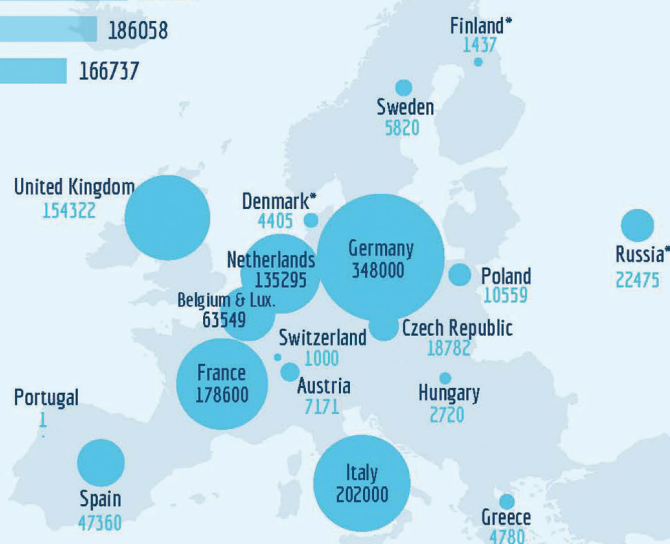 186058
166737
Finland*
1437
Sweden
5820
United Kingdom
154322
Denmark*
4405
Netherlands
135295
Germany
348000
Russia*
22475
Poland
10559
Belgium & Lux.
63549
Czech Republic
18782
Switzerland
1000
France
178600
Austria
7171
Hungary
2720
Portugal
1
Italy
202000
Spain
47360
Greece
4780